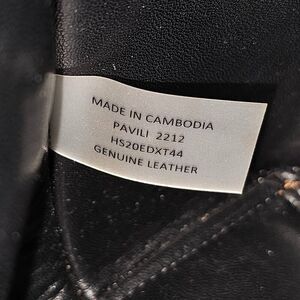 MADE IN CAMBODIA
PAVILI 2212
HS20EDXT44
GENUINE LEATHER